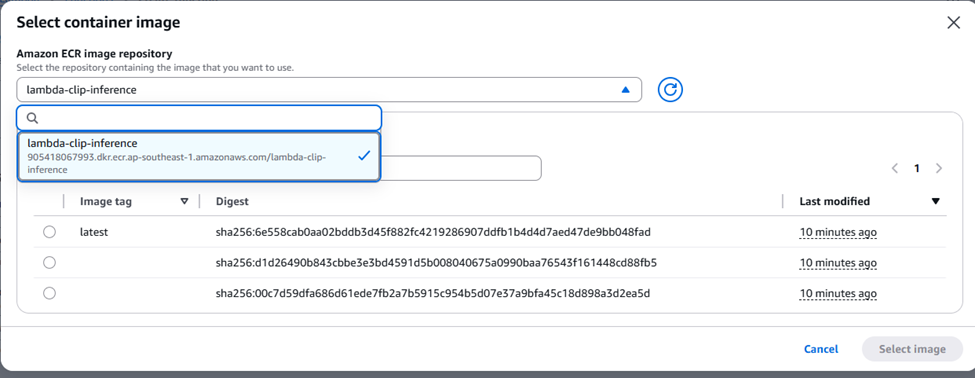 Select container image
Amazon ECR image repository
Select the repository containing the image that you want to use.
lambda-clip-inference
lambda-clip-inference
905418067993.dkr.ecr.ap-southeast-1.amazonaws.com/lambda-clip-
inference
1
Image tag Digest Last modified
latest sha256:6e558cab0aa02bddb3d45f882fc4219286907ddfb1b4d4d7aed47de9bb048fad 10 minutes ago
sha256:d1d26490b843cbbe3e3bd4591d5b008040675a0990baa76543f161448cd88fb5 10 minutes ago
sha256:00c7d59dfa686d61ede7fb2a7b5915c954b5d07e37a9bfa45c18d898a3d2ea5d 10 minutes ago
Cancel Select image